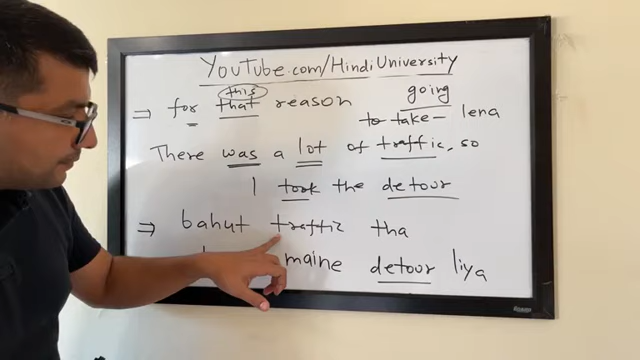 YouTube.com/HindiUniversity
this going
⇒ for that reason to take lena
There was a lot of traffic, so
I took the detour
⇒ bahut traffic tha
maine detour liya